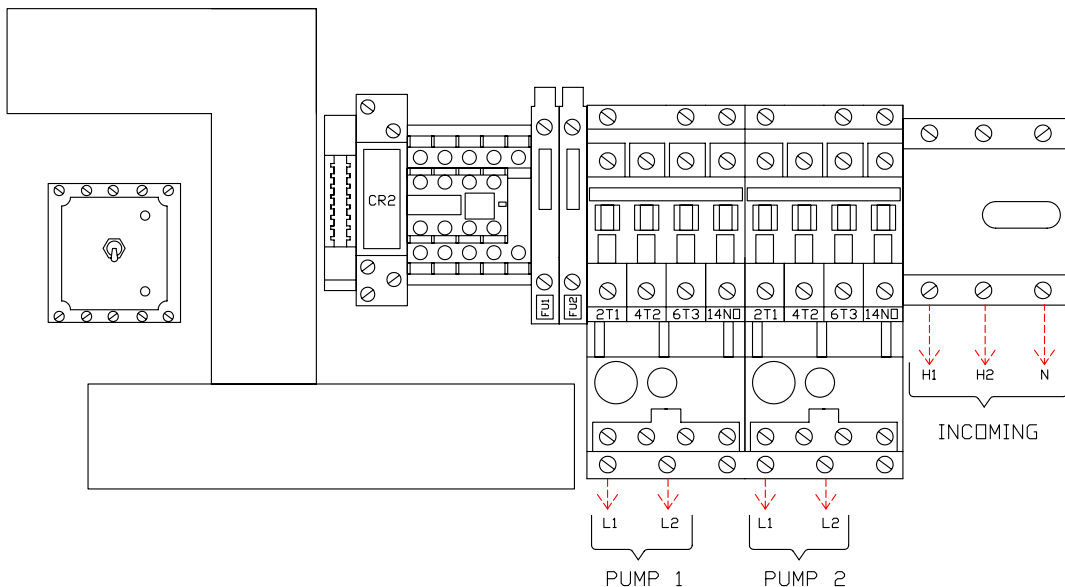 CR2
FU1
FU2
2T1 4T2 6T3 14NO 2T1 4T2 6T3 14NO
H1 H2 N
INCOMING
L1 L2 L1 L2
PUMP 1 PUMP 2